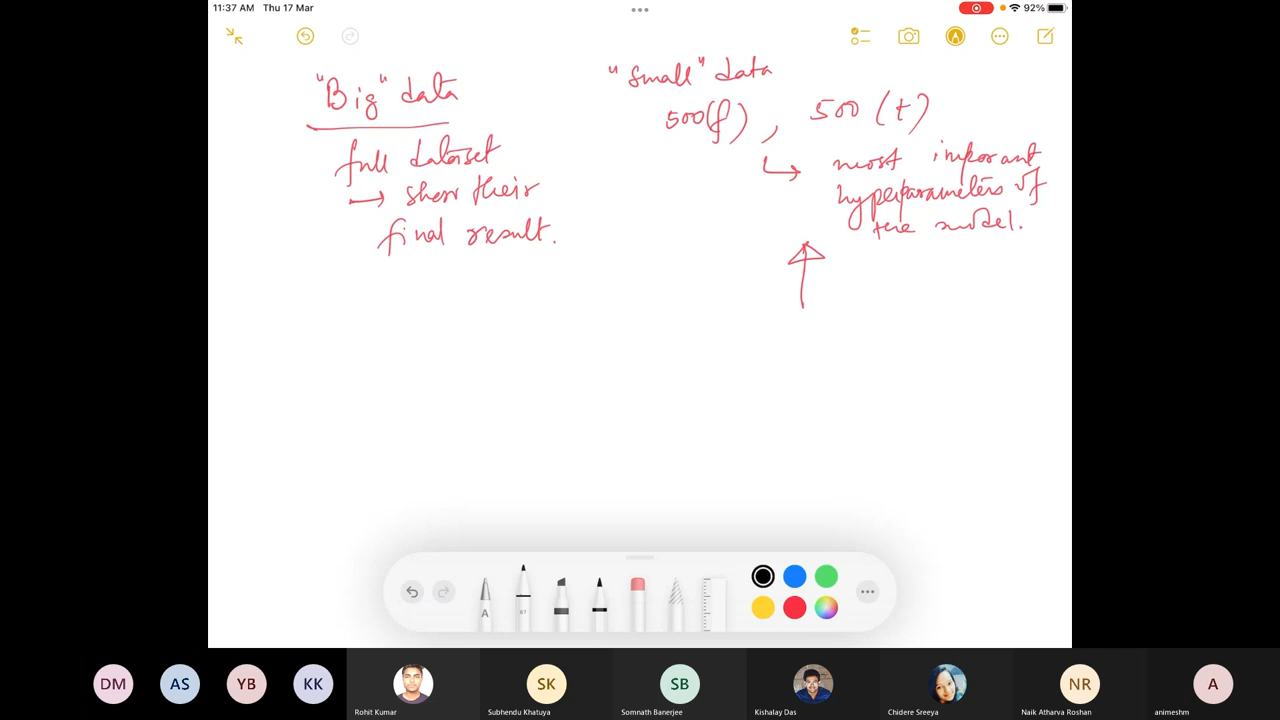 11:37 AM Thu 17 Mar
92%
"Big" data
full dataset
→ show their
final result.
"Small" data
500(f), 500 (t)
↳ most imporant
hyperparameters of
the model.
A
DM
AS
YB
KK
Rohit Kumar
SK
Subhendu Khatuya
SB
Somnath Banerjee
Kishalay Das
Chidere Sreeya
NR
Naik Atharva Roshan
A
animeshm